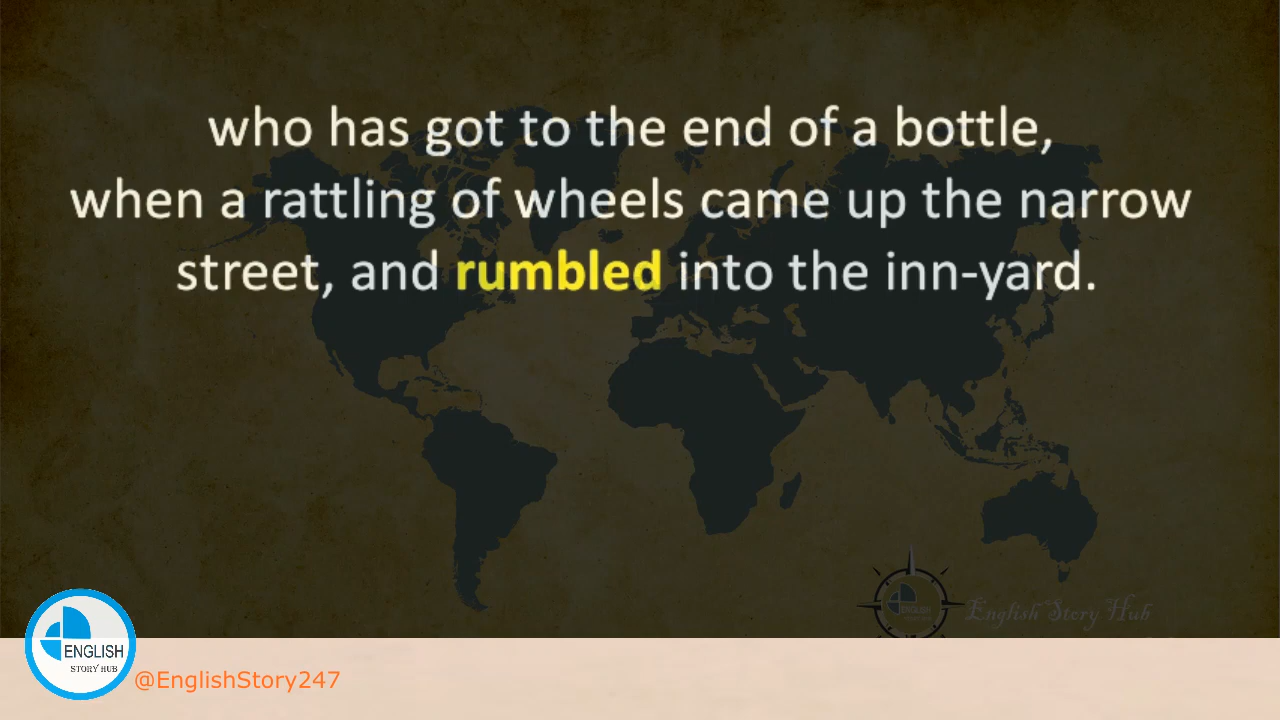 who has got to the end of a bottle,
when a rattling of wheels came up the narrow
street, and rumbled into the inn-yard.
ENGLISH
English Story Hub
ENGLISH
STORY HUB
@EnglishStory247